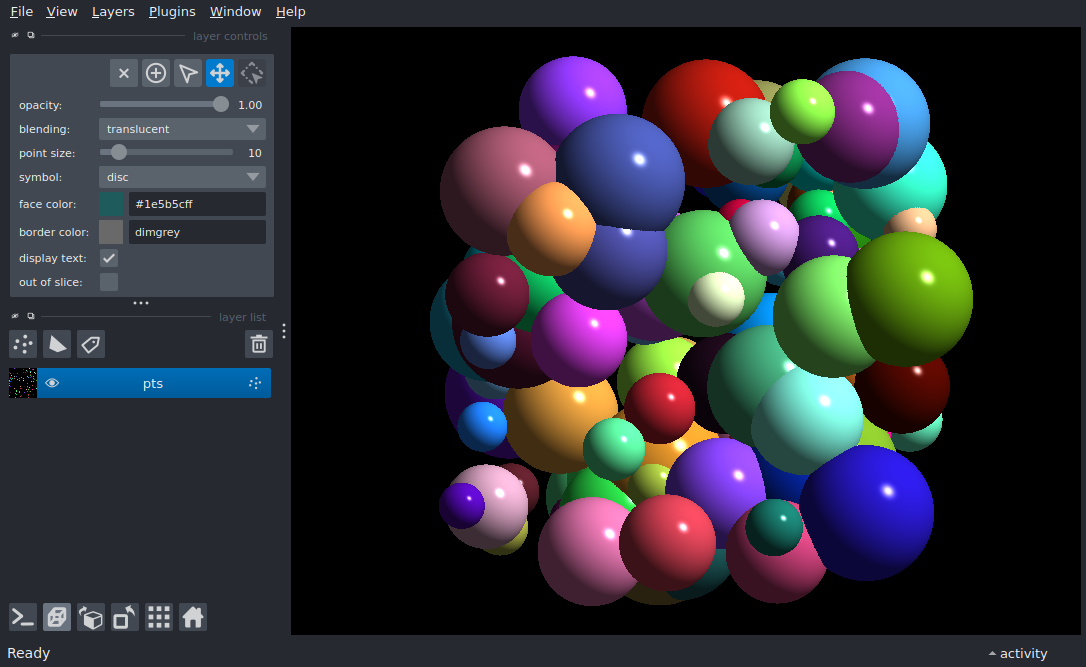 File View Layers Plugins Window Help
layer controls
opacity: 1.00
blending: translucent
point size: 10
symbol: disc
face color: #1e5b5cff
border color: dimgrey
display text:
out of slice:
layer list
pts
Ready
activity